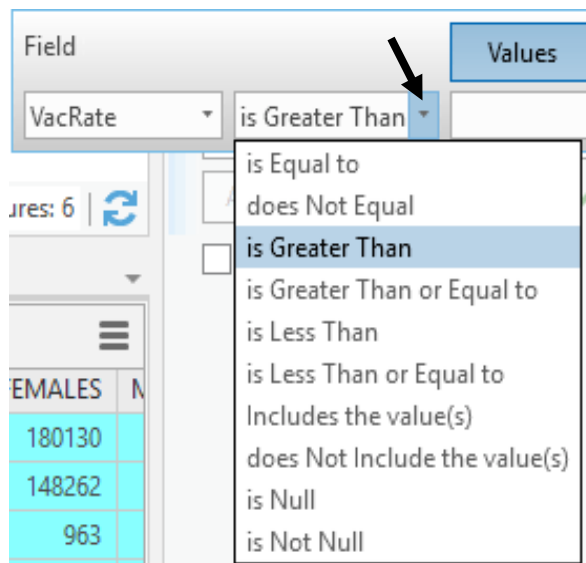 Field
Values
VacRate
is Greater Than
is Equal to
ures: 6
does Not Equal
is Greater Than
is Greater Than or Equal to
is Less Than
EMALES
is Less Than or Equal to
Includes the value(s)
180130
does Not Include the value(s)
148262
is Null
963
is Not Null